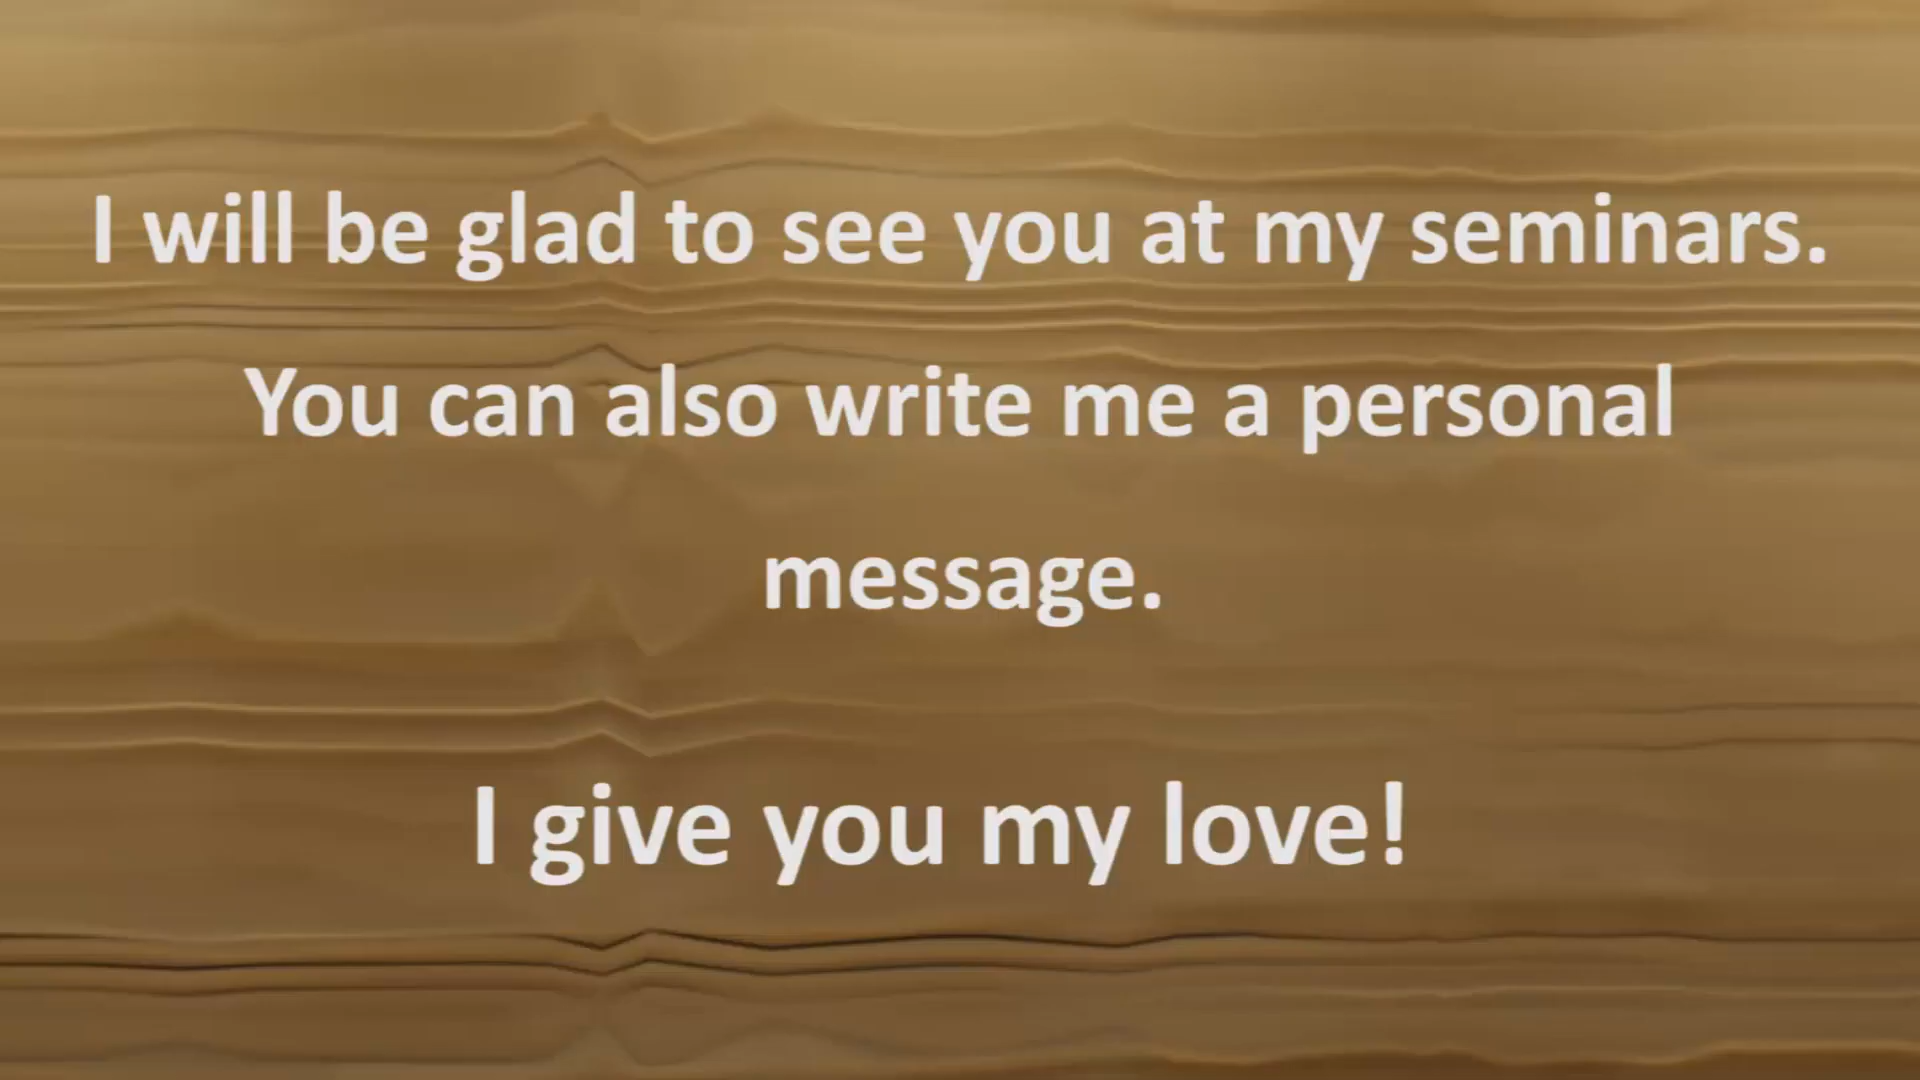 I will be glad to see you at my seminars.
You can also write me a personal
message.
I give you my love!